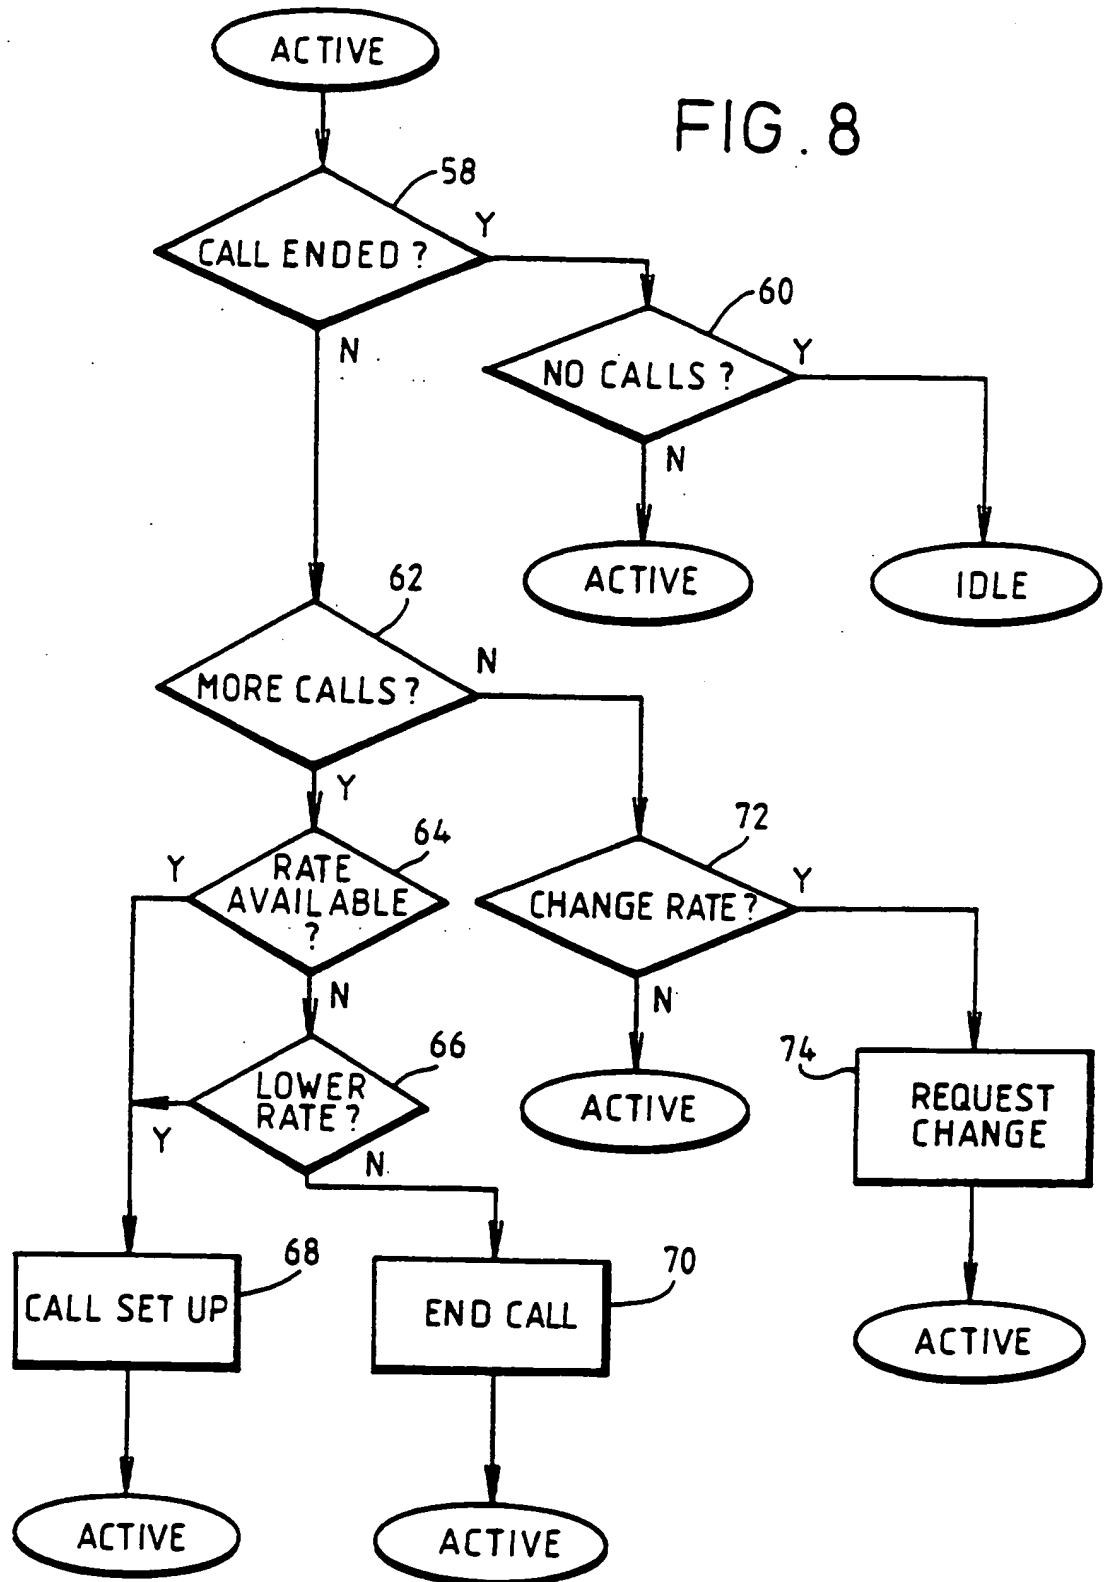 ACTIVE
FIG. 8
58
CALL ENDED ?
Y
N
60
NO CALLS ?
Y
N
ACTIVE
IDLE
62
MORE CALLS ?
N
Y
64
RATE
AVAILABLE
?
Y
N
72
CHANGE RATE ?
Y
N
66
LOWER
RATE ?
Y
N
ACTIVE
74
REQUEST
CHANGE
68
CALL SET UP
70
END CALL
ACTIVE
ACTIVE
ACTIVE